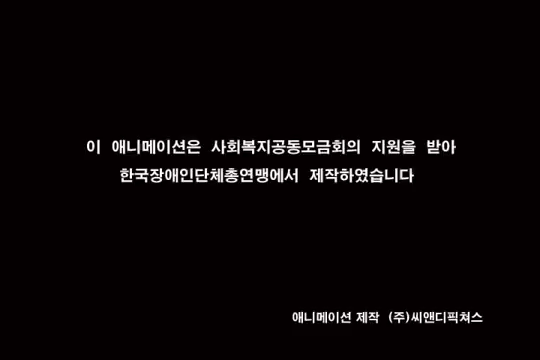 이 애니메이션은 사회복지공동모금회의 지원을 받아
한국장애인단체총연맹에서 제작하였습니다
애니메이션 제작 (주)씨앤디픽쳐스